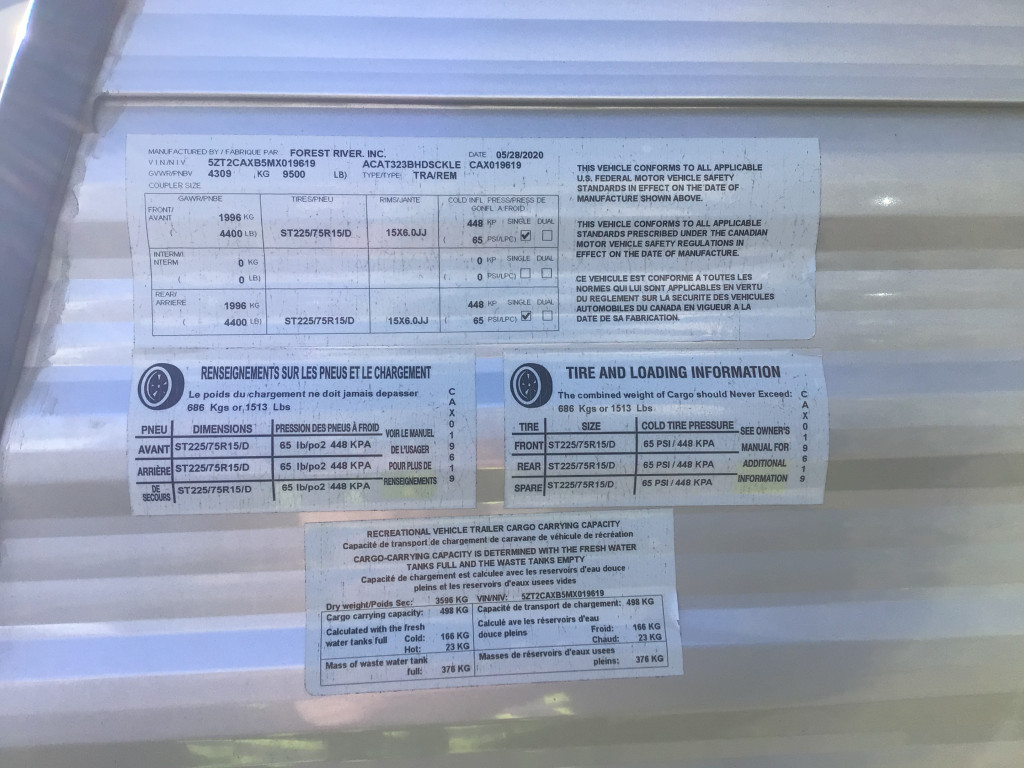 MANUFACTURED BY / FABRIQUE PAR: FOREST RIVER, INC. DATE 05/28/2020
VIN/NIV 5ZT2CAXB5MX019619 ACAT323BHDSCKLE CAX019619
GVWR/PNBV 4309 KG 9500 LB) TYPE/TYPE: TRA/REM
COUPLER SIZE
GAWR/PNBE TIRES/PNEU RIMS/JANTE COLD INFL PRESS/PRESS DE GONFL A FROID
FRONT/ AVANT 1996 KG 448 KP SINGLE DUAL
( 4400 LB) ST225/75R15/D 15X6.0JJ ( 65 PSI/LPC)
INTERM/I NTERM 0 KG 0 KP SINGLE DUAL
( 0 LB) ( 0 PSI/LPC)
REAR/ ARRIERE 1996 KG 448 KP SINGLE DUAL
( 4400 LB) ST225/75R15/D 15X6.0JJ ( 65 PSI/LPC)
THIS VEHICLE CONFORMS TO ALL APPLICABLE
U.S. FEDERAL MOTOR VEHICLE SAFETY
STANDARDS IN EFFECT ON THE DATE OF
MANUFACTURE SHOWN ABOVE.
THIS VEHICLE CONFORMS TO ALL APPLICABLE
STANDARDS PRESCRIBED UNDER THE CANADIAN
MOTOR VEHICLE SAFETY REGULATIONS IN
EFFECT ON THE DATE OF MANUFACTURE.
CE VEHICULE EST CONFORME A TOUTES LES
NORMES QUI LUI SONT APPLICABLES EN VERTU
DU REGLEMENT SUR LA SECURITE DES VEHICULES
AUTOMOBILES DU CANADA EN VIGUEUR A LA
DATE DE SA FABRICATION.
RENSEIGNEMENTS SUR LES PNEUS ET LE CHARGEMENT
Le poids du chargement ne doit jamais depasser
686 Kgs or 1513 Lbs
PNEU DIMENSIONS PRESSION DES PNEUS À FROID
AVANT ST225/75R15/D 65 lb/po2 448 KPA
ARRIÈRE ST225/75R15/D 65 lb/po2 448 KPA
DE SECOURS ST225/75R15/D 65 lb/po2 448 KPA
VOIR LE MANUEL
DE L'USAGER
POUR PLUS DE
RENSEIGNEMENTS
CAX019619
TIRE AND LOADING INFORMATION
The combined weight of Cargo should Never Exceed:
686 Kgs or 1513 Lbs
TIRE SIZE COLD TIRE PRESSURE
FRONT ST225/75R15/D 65 PSI / 448 KPA
REAR ST225/75R15/D 65 PSI / 448 KPA
SPARE ST225/75R15/D 65 PSI / 448 KPA
SEE OWNER'S
MANUAL FOR
ADDITIONAL
INFORMATION
CAX019619
RECREATIONAL VEHICLE TRAILER CARGO CARRYING CAPACITY
Capacité de transport de chargement de caravane de véhicule de récréation
CARGO-CARRYING CAPACITY IS DETERMINED WITH THE FRESH WATER
TANKS FULL AND THE WASTE TANKS EMPTY
Capacité de chargement est calculee avec les reservoirs d'eau douce
pleins et les reservoirs d'eaux usees vides
Dry weight/Poids Sec: 3596 KG VIN/NIV: 5ZT2CAXB5MX019619
Cargo carrying capacity: 498 KG Capacité de transport de chargement: 498 KG
Calculated with the fresh Calculé ave les réservoirs d'eau
water tanks full Cold: 166 KG douce pleins Froid: 166 KG
Hot: 23 KG Chaud: 23 KG
Mass of waste water tank Masses de réservoirs d'eaux usees
full: 376 KG pleins: 376 KG